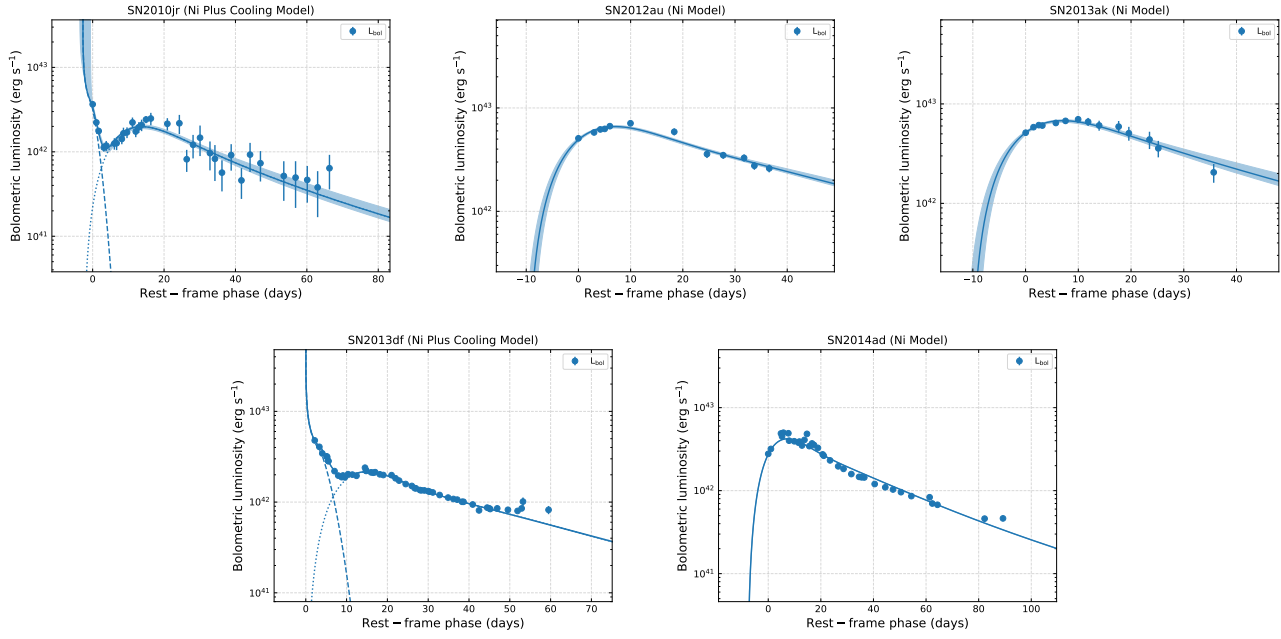 SN2010jr (Ni Plus Cooling Model)
L_bol
10^43
10^42
10^41
Bolometric luminosity (erg s^−1)
0 20 40 60 80
Rest−frame phase (days)
SN2012au (Ni Model)
L_bol
10^43
10^42
Bolometric luminosity (erg s^−1)
−10 0 10 20 30 40
Rest−frame phase (days)
SN2013ak (Ni Model)
L_bol
10^43
10^42
Bolometric luminosity (erg s^−1)
−10 0 10 20 30 40
Rest−frame phase (days)
SN2013df (Ni Plus Cooling Model)
L_bol
10^43
10^42
10^41
Bolometric luminosity (erg s^−1)
0 10 20 30 40 50 60 70
Rest−frame phase (days)
SN2014ad (Ni Model)
L_bol
10^43
10^42
10^41
Bolometric luminosity (erg s^−1)
0 20 40 60 80 100
Rest−frame phase (days)